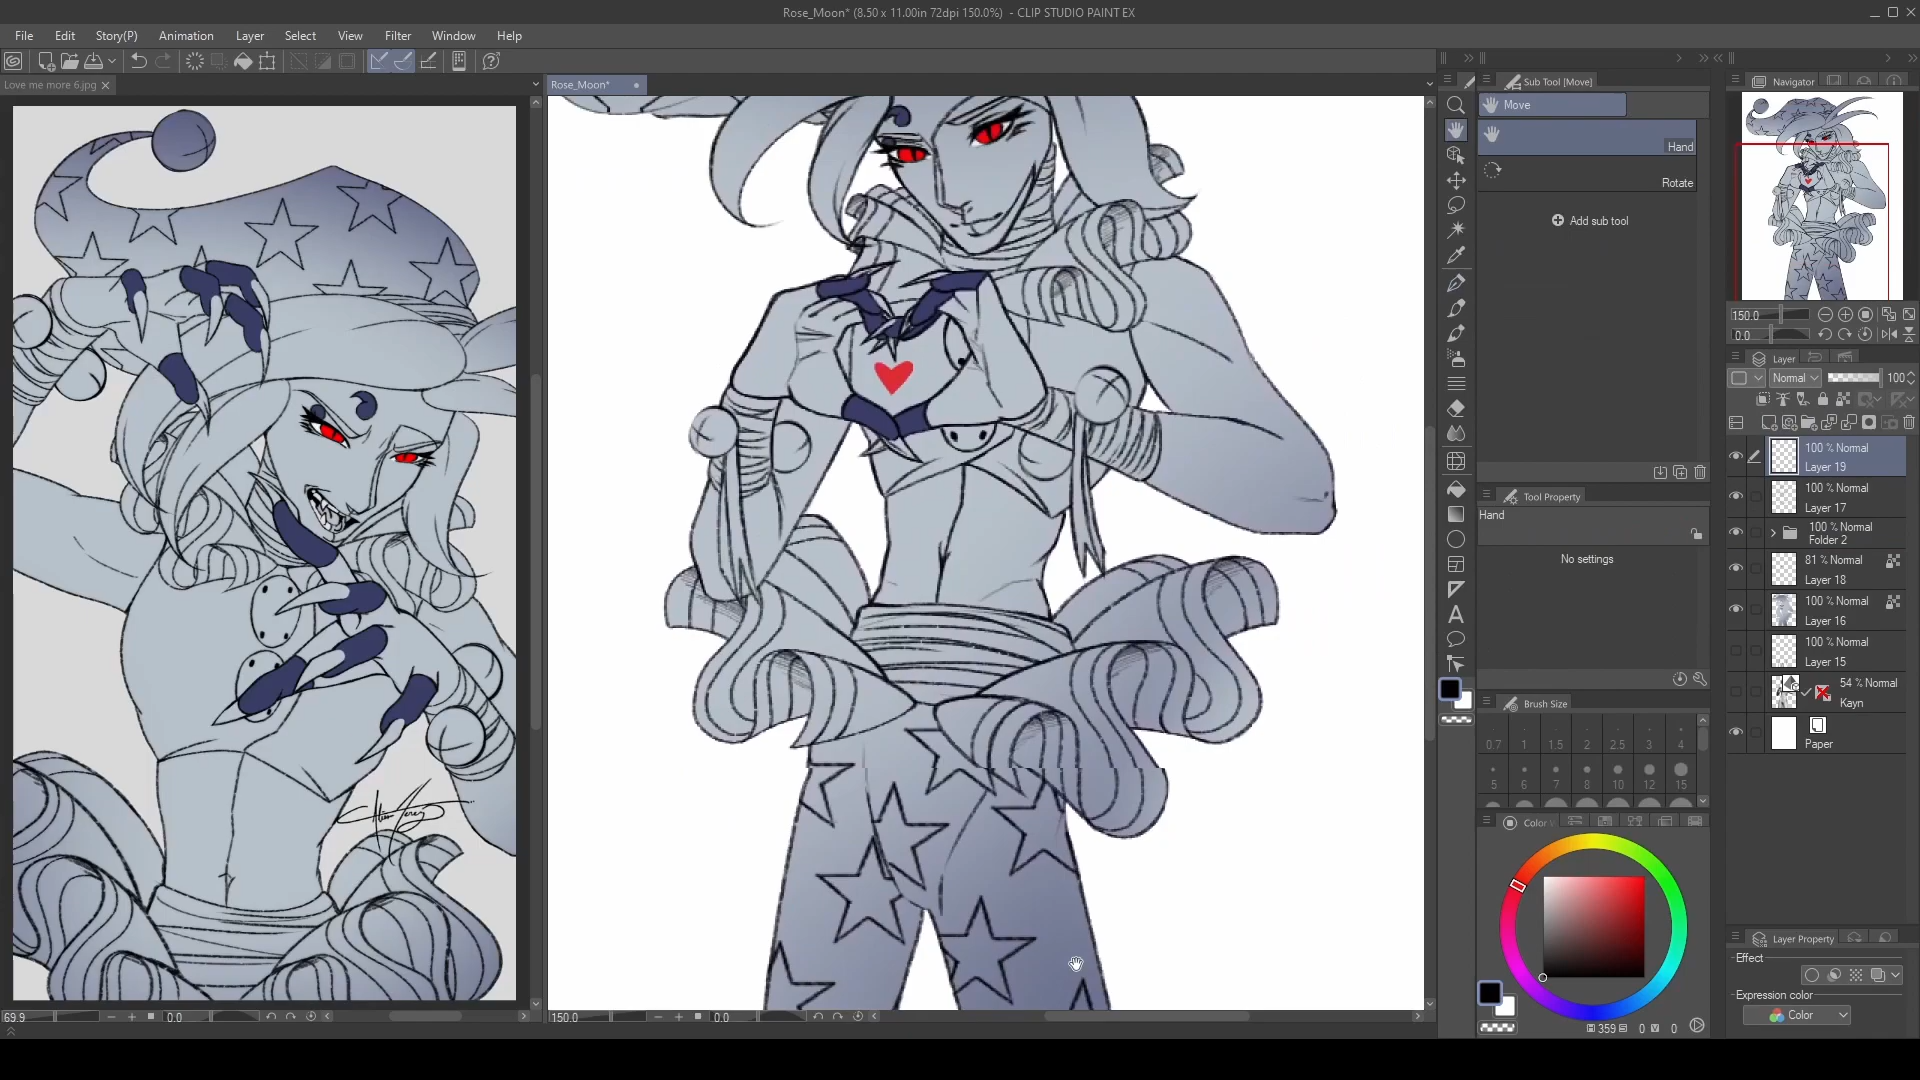 Rose_Moon* (8.50 x 11.00in 72dpi 150.0%) - CLIP STUDIO PAINT EX
File Edit Story(P) Animation Layer Select View Filter Window Help
Love me more 6.jpg
Rose_Moon*
Sub Tool [Move]
Move
Hand
Rotate
Add sub tool
Tool Property
Hand
No settings
Brush Size
0.7 1 1.5 2 2.5 3 4
5 6 7 8 10 12 15
Color
359 0 0
Navigator
150.0
0.0
Layer
Normal 100
100 % Normal
Layer 19
100 % Normal
Layer 17
100 % Normal
Folder 2
81 % Normal
Layer 18
100 % Normal
Layer 16
100 % Normal
Layer 15
54 % Normal
Kayn
Paper
Layer Property
Effect
Expression color
Color
69.9 0.0
150.0 0.0